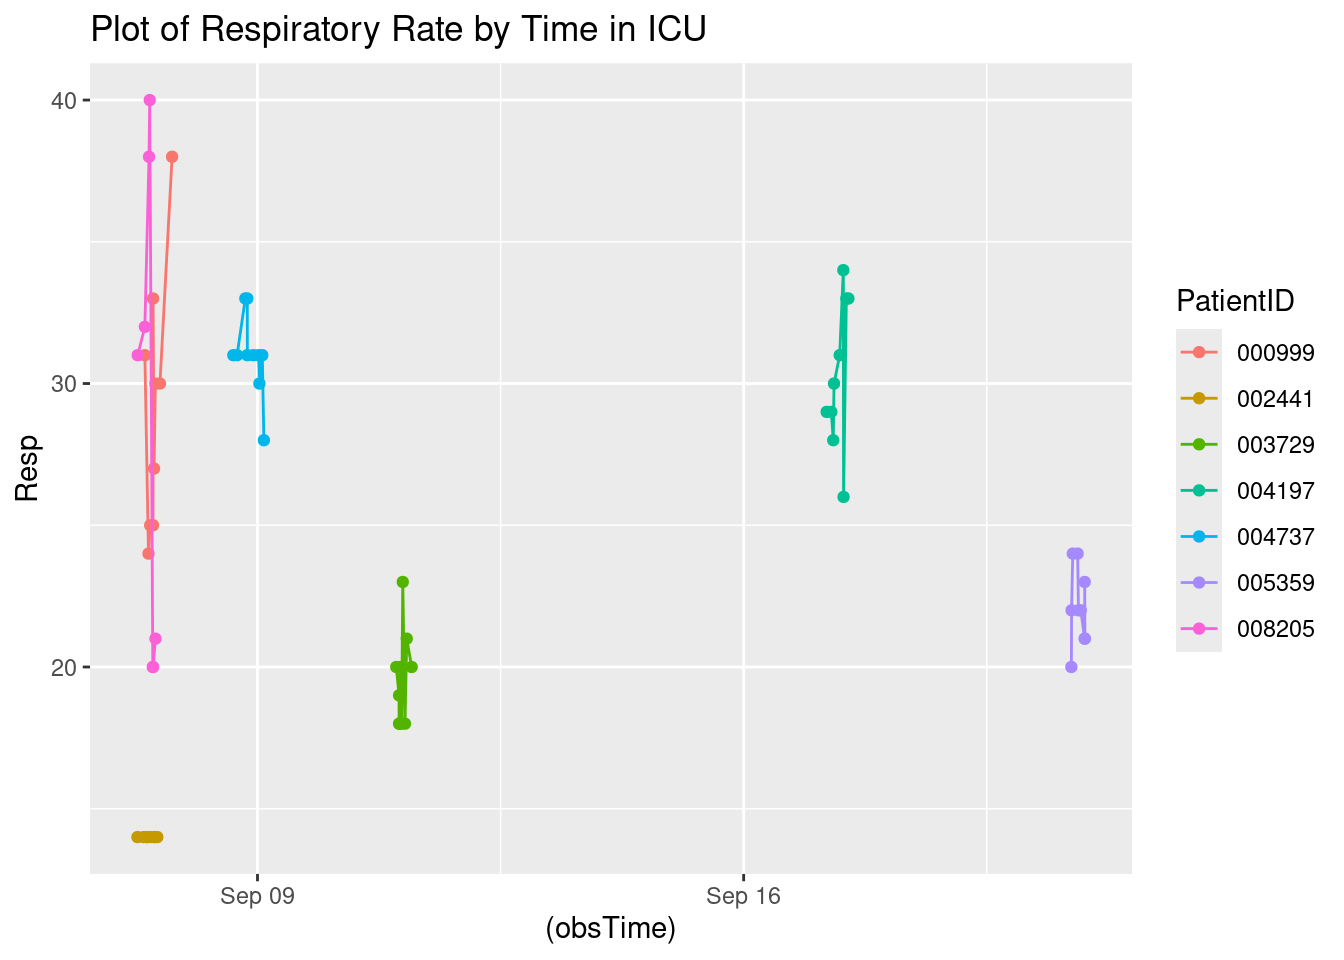 Plot of Respiratory Rate by Time in ICU
40
30
20
Resp
Sep 09
Sep 16
(obsTime)
PatientID
000999
002441
003729
004197
004737
005359
008205